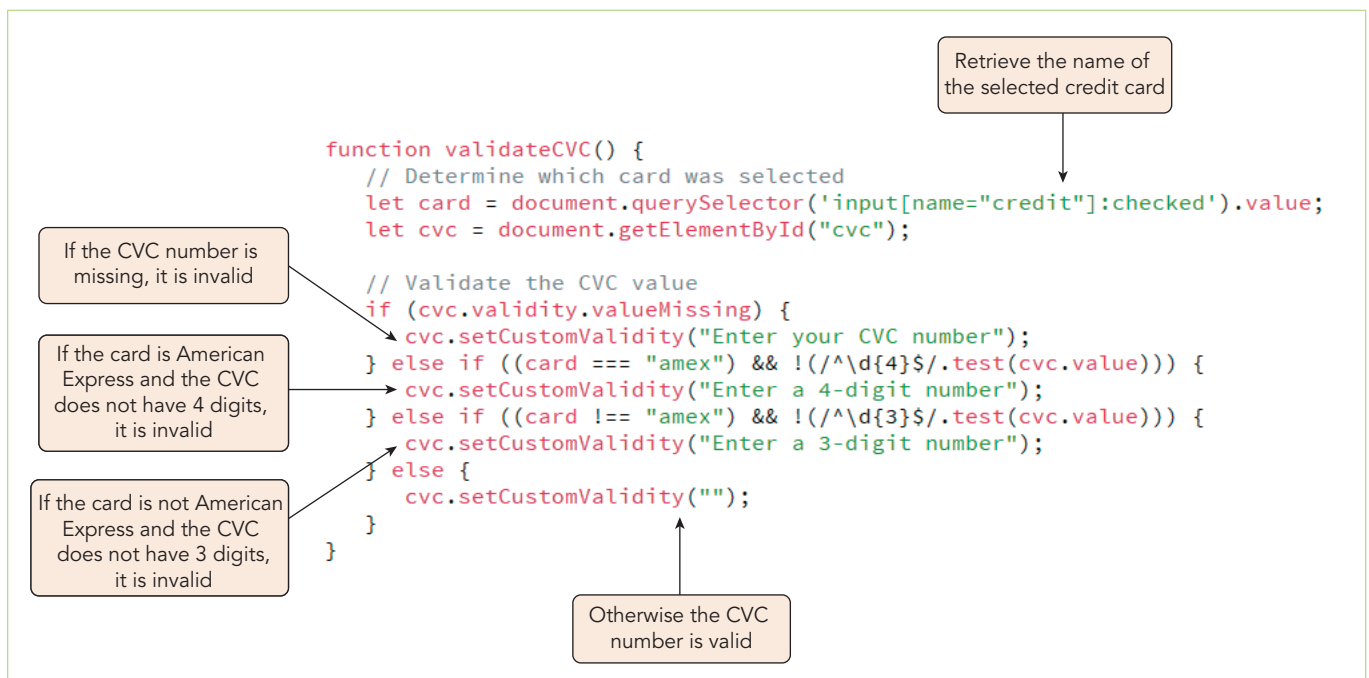 Retrieve the name of
the selected credit card
function validateCVC() {
// Determine which card was selected
let card = document.querySelector('input[name="credit"]:checked').value;
let cvc = document.getElementById("cvc");
If the CVC number is
missing, it is invalid
// Validate the CVC value
if (cvc.validity.valueMissing) {
cvc.setCustomValidity("Enter your CVC number");
If the card is American
Express and the CVC
does not have 4 digits,
it is invalid
} else if ((card === "amex") && !(/^\d{4}$/.test(cvc.value))) {
cvc.setCustomValidity("Enter a 4-digit number");
} else if ((card !== "amex") && !(/^\d{3}$/.test(cvc.value))) {
cvc.setCustomValidity("Enter a 3-digit number");
If the card is not American
Express and the CVC
does not have 3 digits,
it is invalid
} else {
cvc.setCustomValidity("");
}
}
Otherwise the CVC
number is valid